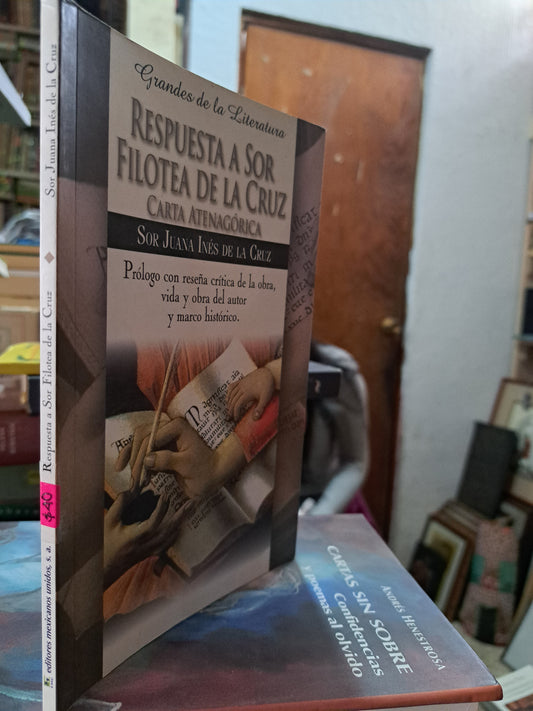 Grandes de la Literatura
RESPUESTA A SOR
FILOTEA DE LA CRUZ
CARTA ATENAGÓRICA
SOR JUANA INÉS DE LA CRUZ
Prólogo con reseña crítica de la obra,
vida y obra del autor
y marco histórico.
Sor Juana Inés de la Cruz
Respuesta a Sor Filotea de la Cruz
$40
editores mexicanos unidos, s. a.
ANDRÉS HENESTROSA
CARTAS SIN SOBRE
Confidencias
y poemas al olvido